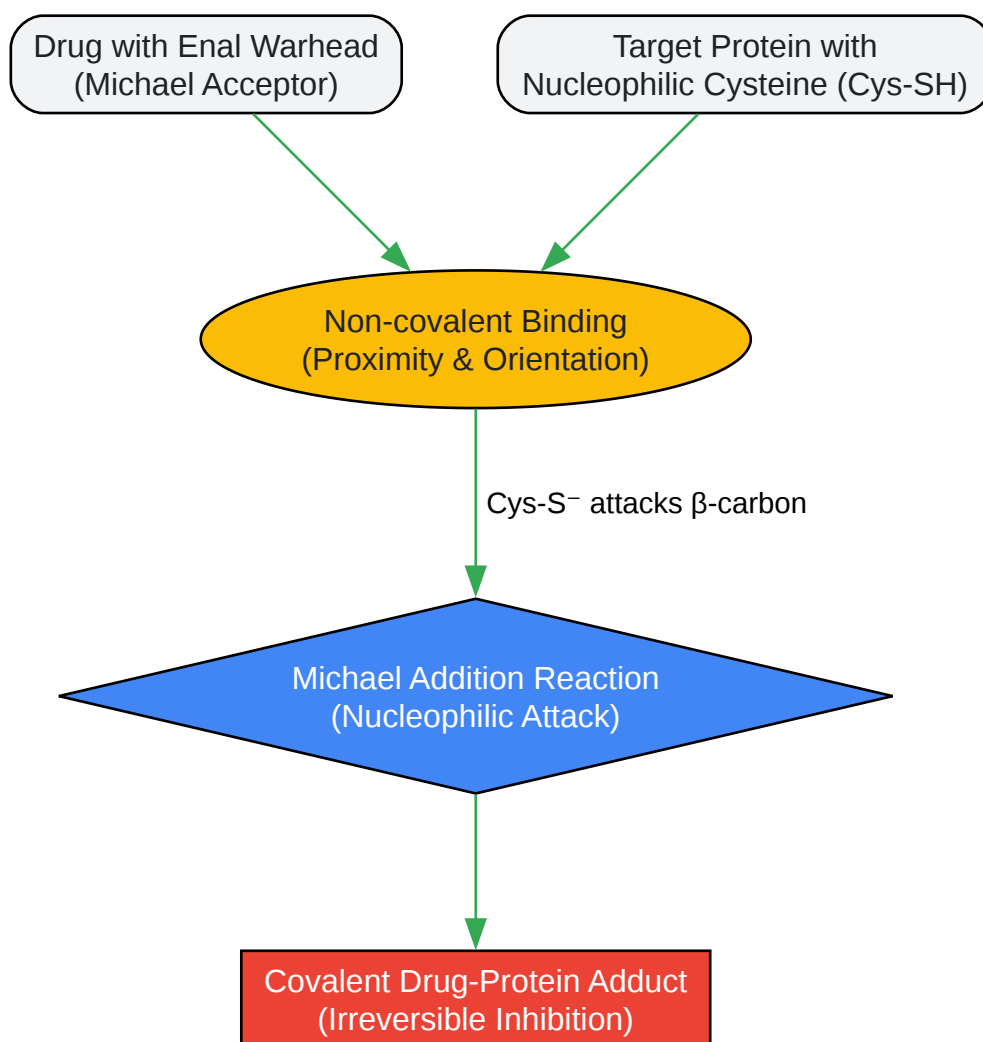 Drug with Enal Warhead
(Michael Acceptor)
Target Protein with
Nucleophilic Cysteine (Cys-SH)
Non-covalent Binding
(Proximity & Orientation)
Cys-S⁻ attacks β-carbon
Michael Addition Reaction
(Nucleophilic Attack)
Covalent Drug-Protein Adduct
(Irreversible Inhibition)